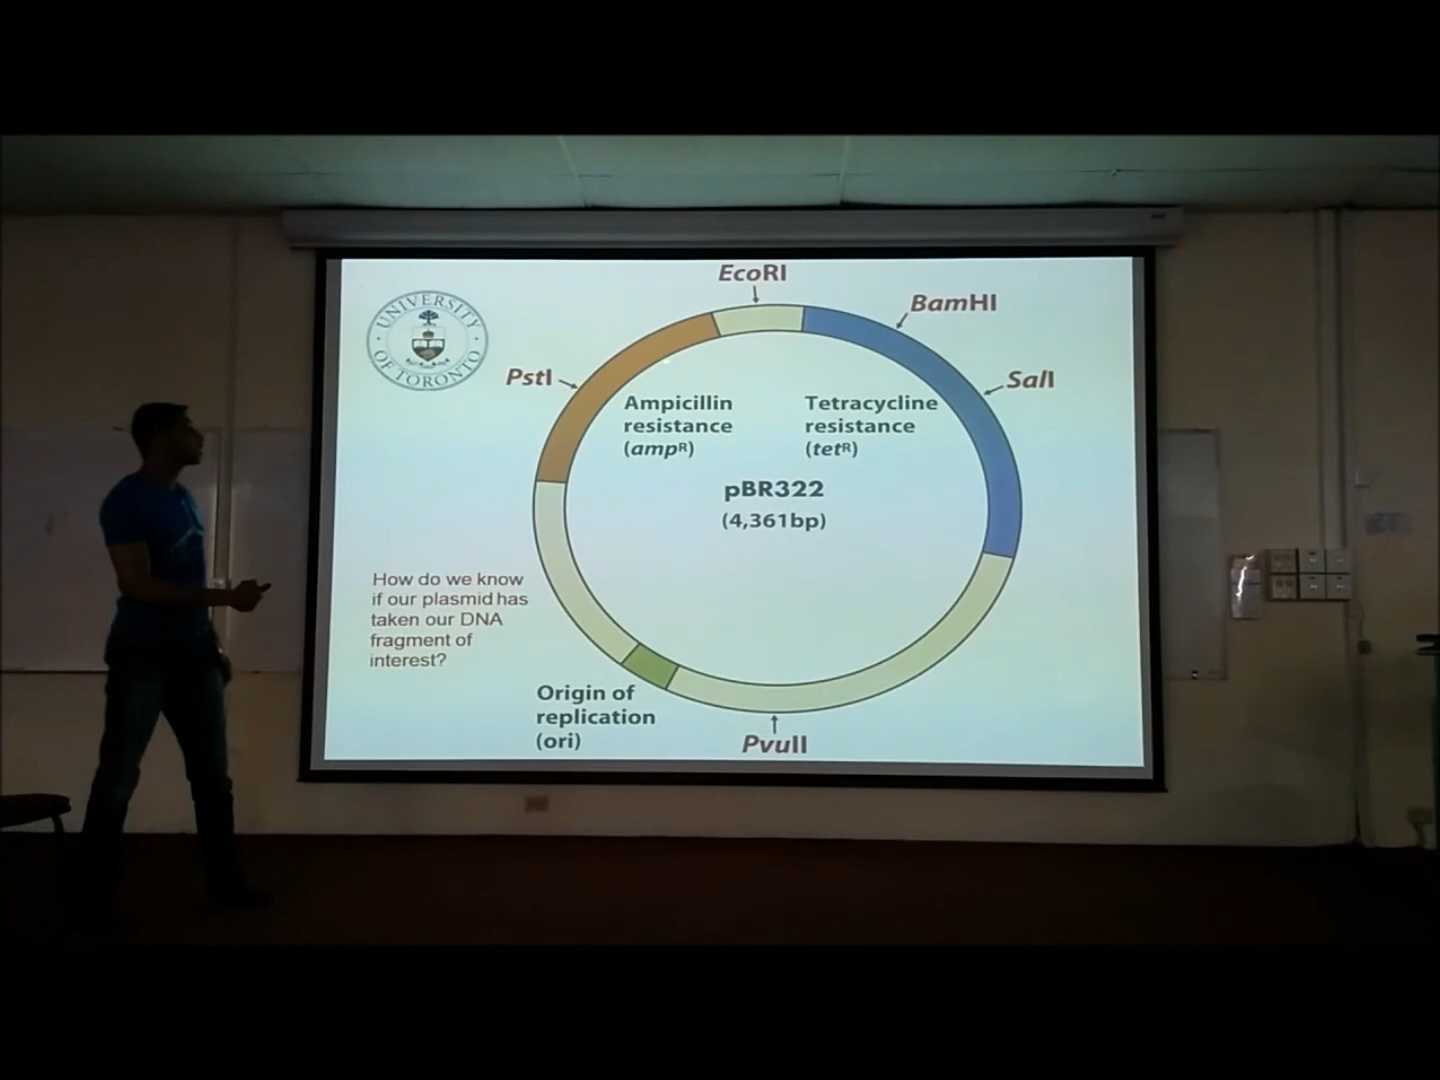 EcoRI
BamHI
UNIVERSITY
OF TORONTO
PstI
SalI
Ampicillin
resistance
(ampR)
Tetracycline
resistance
(tetR)
pBR322
(4,361bp)
How do we know
if our plasmid has
taken our DNA
fragment of
interest?
Origin of
replication
(ori)
PvuII